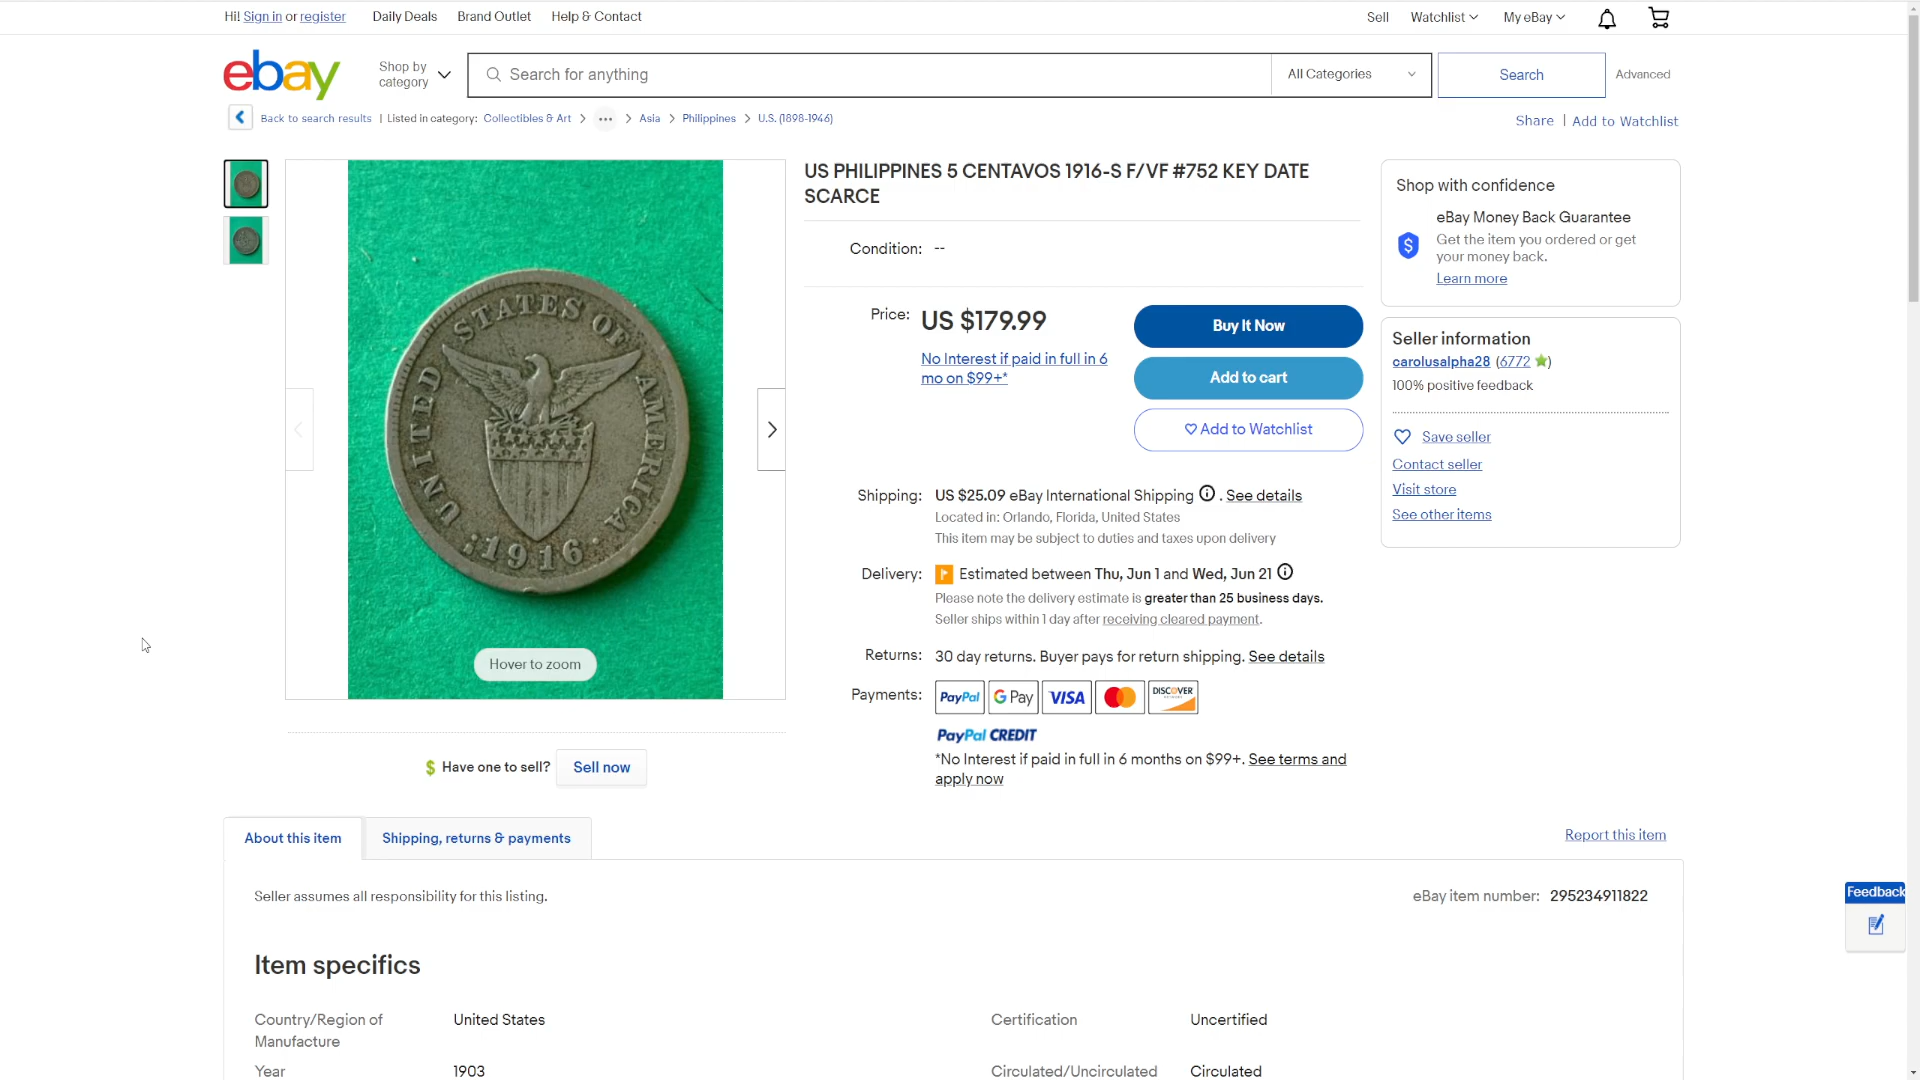 Hi! Sign in or register
Daily Deals
Brand Outlet
Help & Contact
Sell
Watchlist
My eBay
ebay
Shop by
category
Search for anything
All Categories
Search
Advanced
Back to search results | Listed in category: Collectibles & Art > ... > Asia > Philippines > U.S. (1898-1946)
Share | Add to Watchlist
STATES OF
UNITED
AMERICA
1916
Hover to zoom
$ Have one to sell?
Sell now
US PHILIPPINES 5 CENTAVOS 1916-S F/VF #752 KEY DATE
SCARCE
Condition: --
Price: US $179.99
No Interest if paid in full in 6
mo on $99+*
Buy It Now
Add to cart
Add to Watchlist
Shipping: US $25.09 eBay International Shipping . See details
Located in: Orlando, Florida, United States
This item may be subject to duties and taxes upon delivery
Delivery: Estimated between Thu, Jun 1 and Wed, Jun 21
Please note the delivery estimate is greater than 25 business days.
Seller ships within 1 day after receiving cleared payment.
Returns: 30 day returns. Buyer pays for return shipping. See details
Payments: PayPal G Pay VISA DISCOVER
PayPal CREDIT
*No Interest if paid in full in 6 months on $99+. See terms and
apply now
Shop with confidence
eBay Money Back Guarantee
$
Get the item you ordered or get
your money back.
Learn more
Seller information
carolusalpha28 (6772)
100% positive feedback
Save seller
Contact seller
Visit store
See other items
About this item
Shipping, returns & payments
Report this item
Seller assumes all responsibility for this listing.
eBay item number: 295234911822
Feedback
Item specifics
Country/Region of
Manufacture
United States
Certification
Uncertified
Year
1903
Circulated/Uncirculated
Circulated